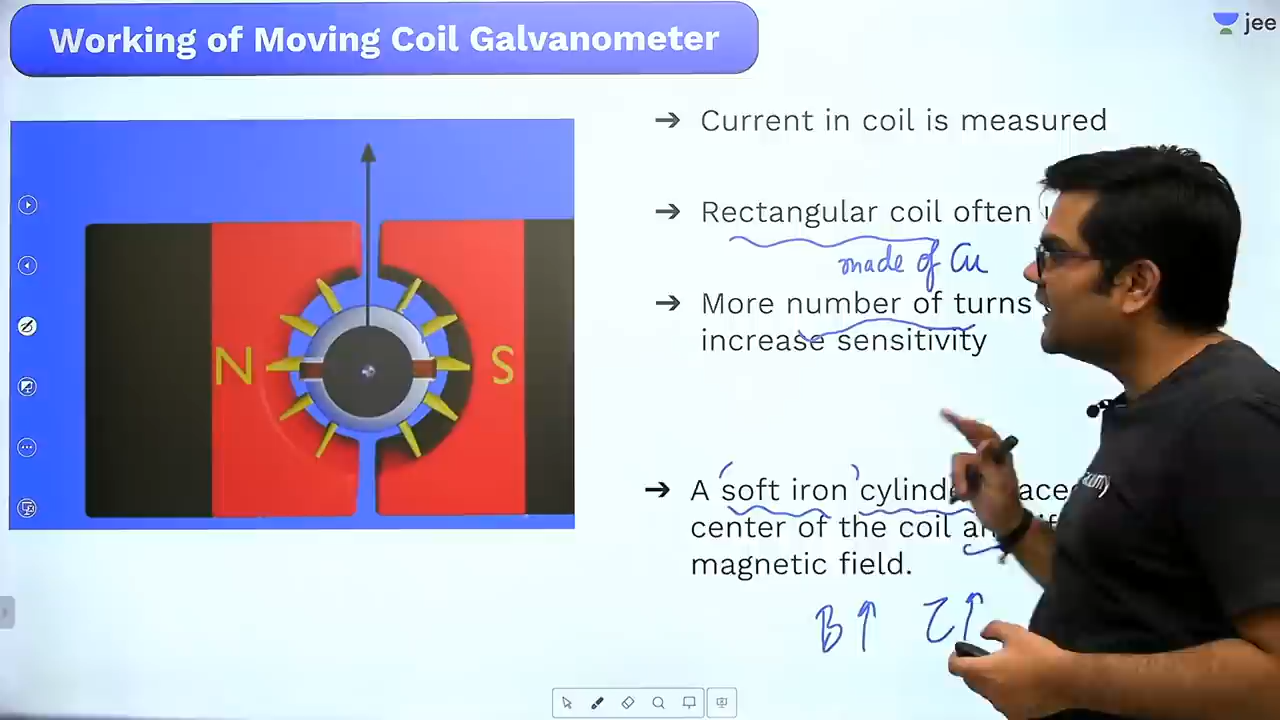 Working of Moving Coil Galvanometer
jee
→ Current in coil is measured
→ Rectangular coil often
made of Cu
→ More number of turns
increase sensitivity
N S
→ A soft iron
center of the coil
magnetic field.
B↑ τ↑